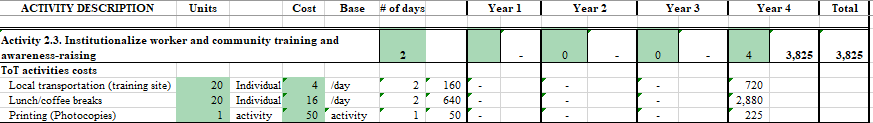 ACTIVITY DESCRIPTION Units Cost Base # of days Year 1 Year 2 Year 3 Year 4 Total
Activity 2.3. Institutionalize worker and community training and
awareness-raising 2 - 0 - 0 - 4 3,825 3,825
ToT activities costs
Local transportation (training site) 20 Individual 4 /day 2 160 - - - 720
Lunch/coffee breaks 20 Individual 16 /day 2 640 - - - 2,880
Printing (Photocopies) 1 activity 50 activity 1 50 - - - 225